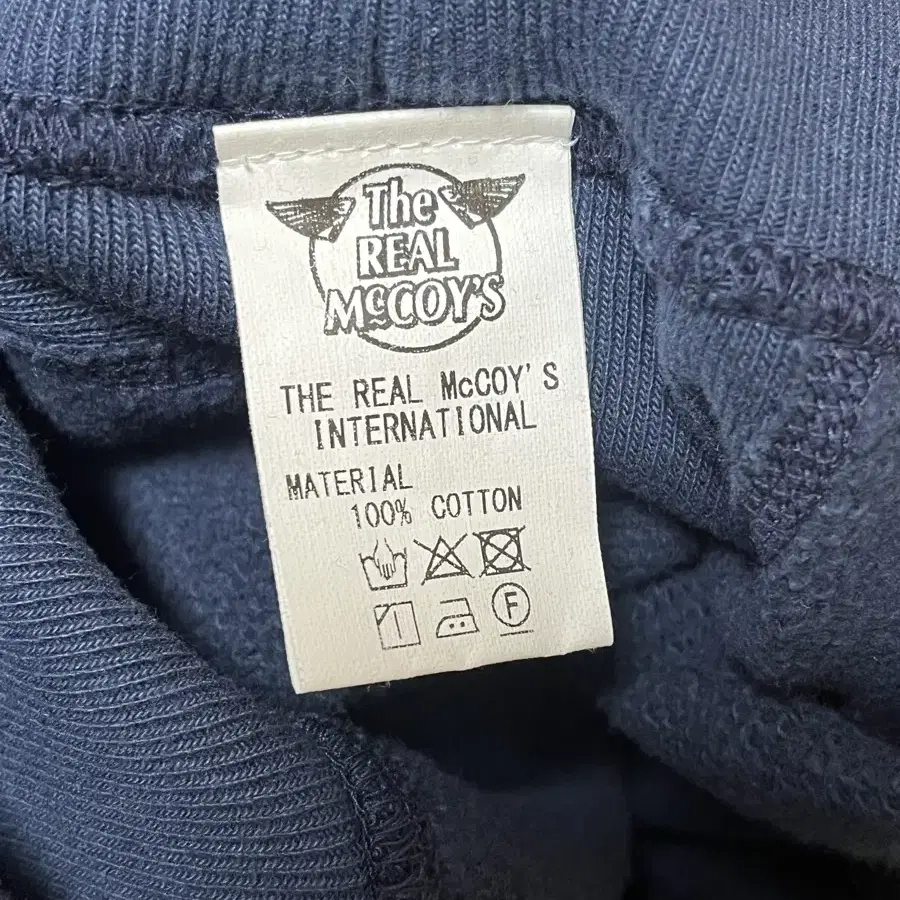 The
REAL
McCOY'S
THE REAL McCOY'S
INTERNATIONAL
MATERIAL
100% COTTON
F